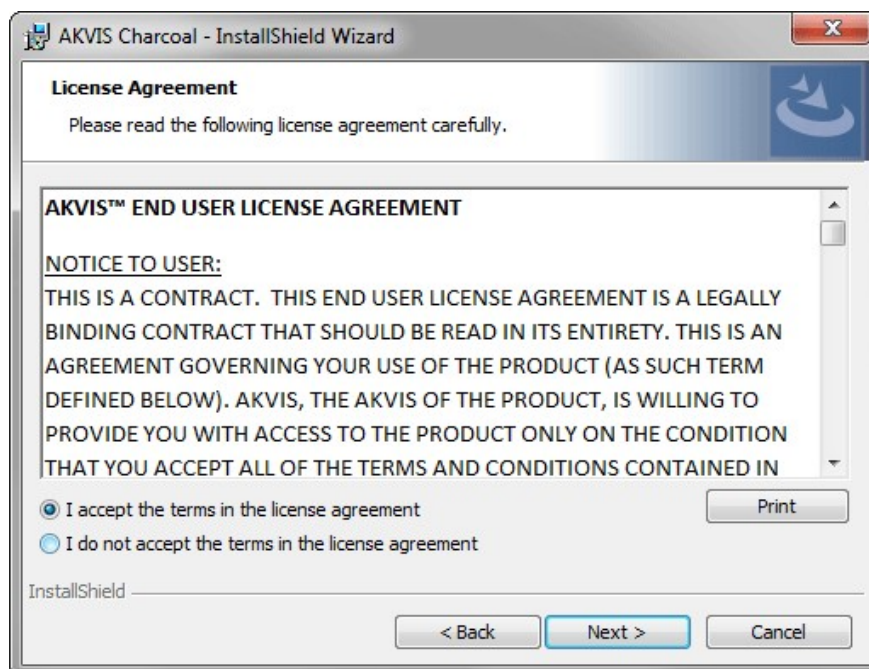 AKVIS Charcoal - InstallShield Wizard
License Agreement
Please read the following license agreement carefully.
AKVIS™ END USER LICENSE AGREEMENT
NOTICE TO USER:
THIS IS A CONTRACT.  THIS END USER LICENSE AGREEMENT IS A LEGALLY
BINDING CONTRACT THAT SHOULD BE READ IN ITS ENTIRETY. THIS IS AN
AGREEMENT GOVERNING YOUR USE OF THE PRODUCT (AS SUCH TERM
DEFINED BELOW). AKVIS, THE AKVIS OF THE PRODUCT, IS WILLING TO
PROVIDE YOU WITH ACCESS TO THE PRODUCT ONLY ON THE CONDITION
THAT YOU ACCEPT ALL OF THE TERMS AND CONDITIONS CONTAINED IN
I accept the terms in the license agreement
Print
I do not accept the terms in the license agreement
InstallShield
< Back
Next >
Cancel